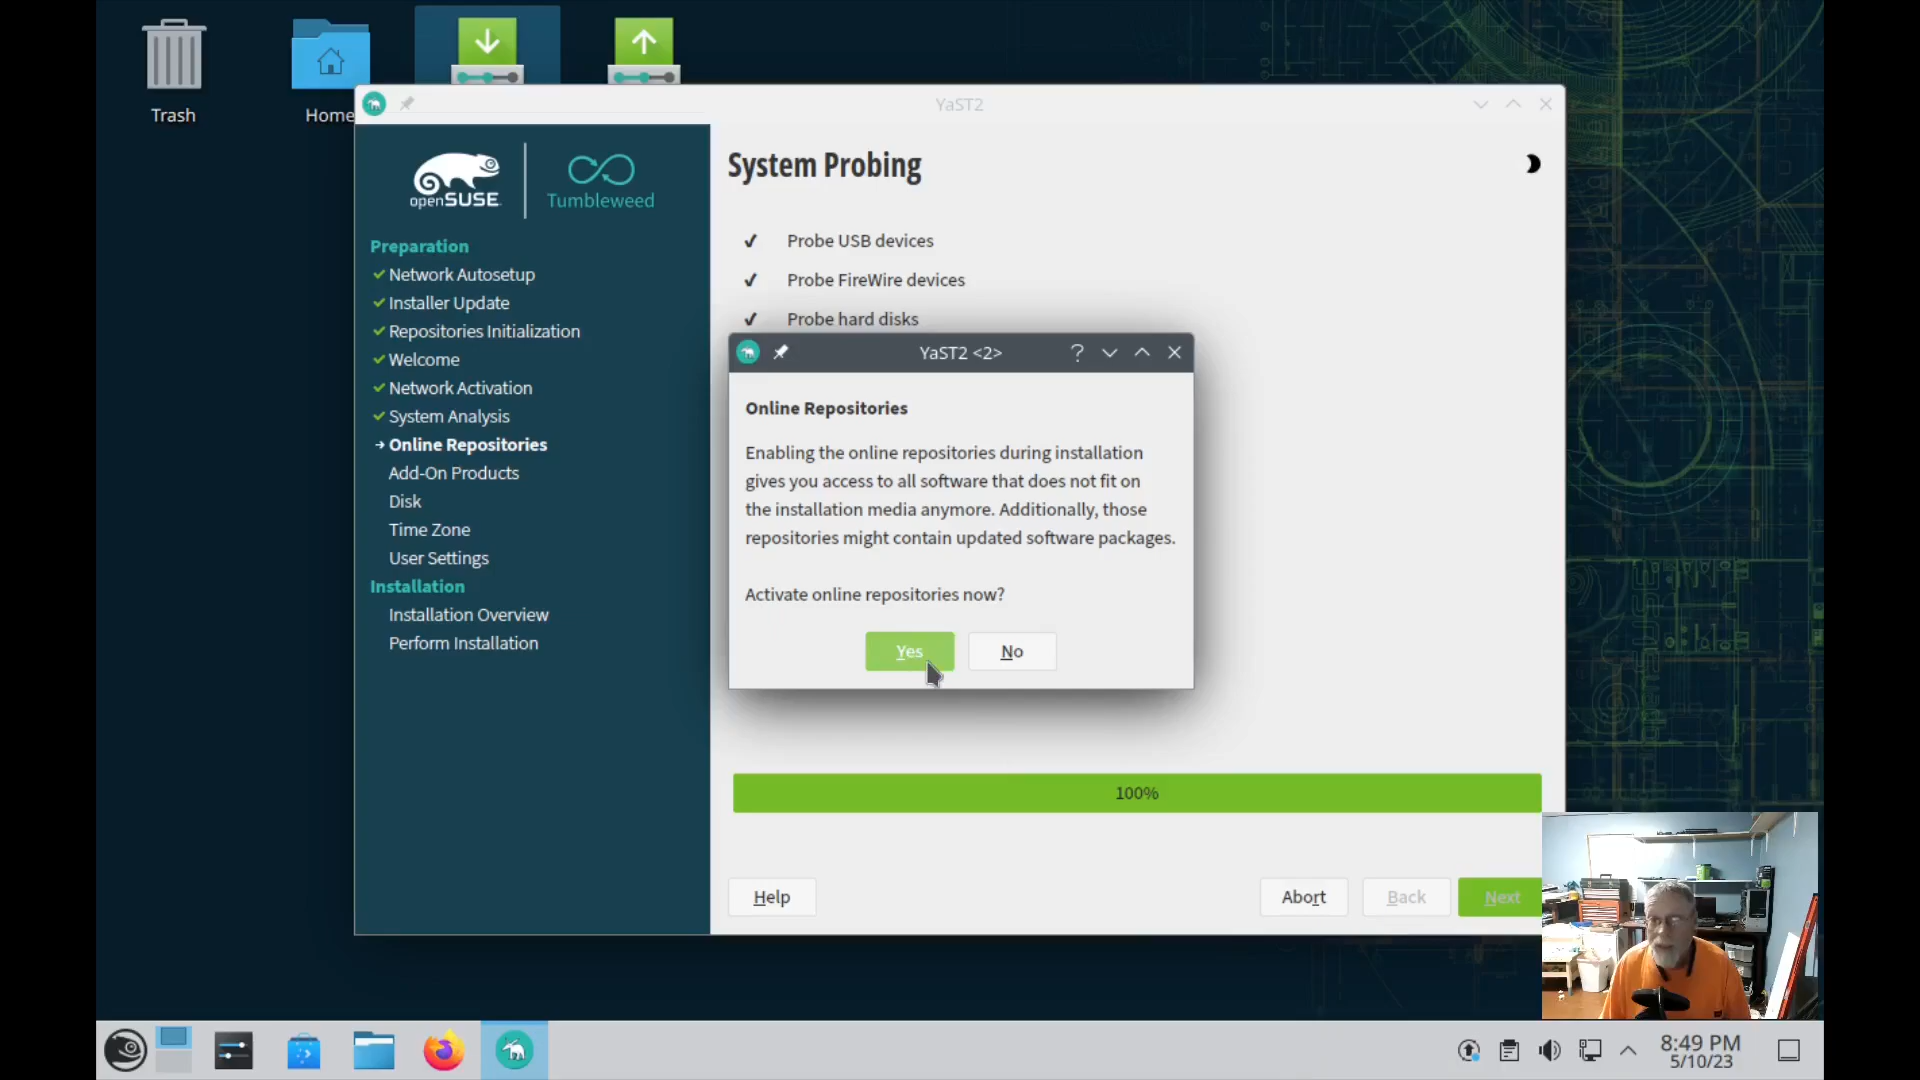 Trash
Home
YaST2
openSUSE
Tumbleweed
Preparation
Network Autosetup
Installer Update
Repositories Initialization
Welcome
Network Activation
System Analysis
Online Repositories
Add-On Products
Disk
Time Zone
User Settings
Installation
Installation Overview
Perform Installation
System Probing
Probe USB devices
Probe FireWire devices
Probe hard disks
YaST2 <2>
Online Repositories
Enabling the online repositories during installation
gives you access to all software that does not fit on
the installation media anymore. Additionally, those
repositories might contain updated software packages.
Activate online repositories now?
Yes
No
100%
Help
Abort
Back
Next
8:49 PM
5/10/23